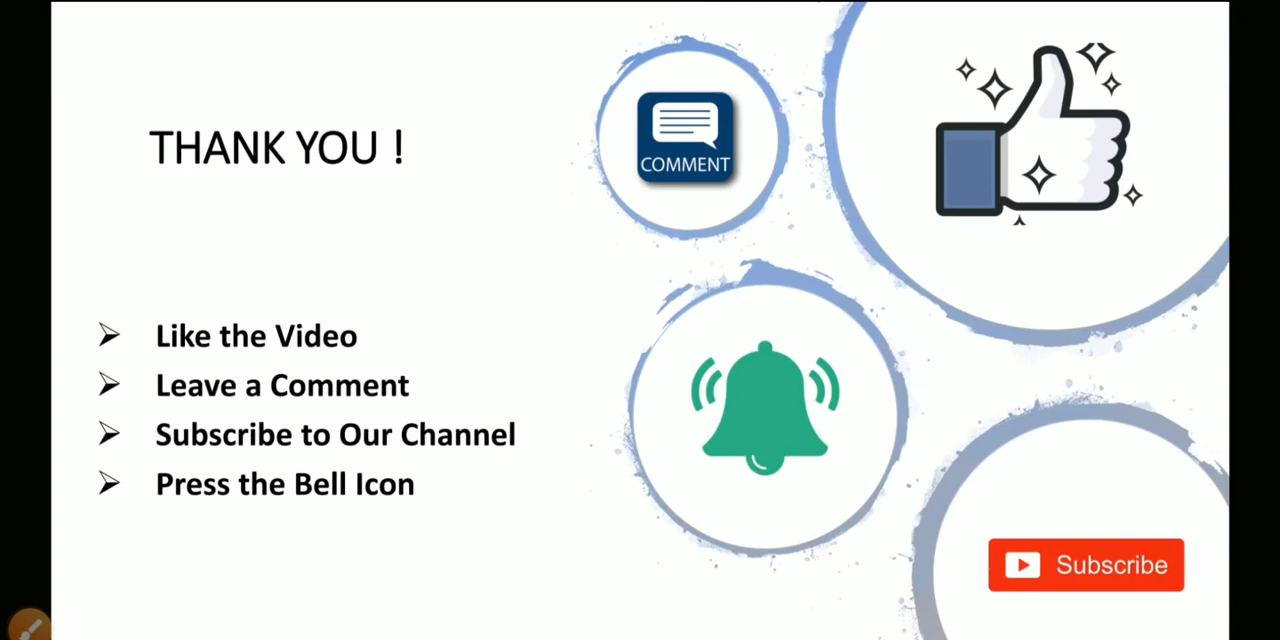 THANK YOU !
COMMENT
Like the Video
Leave a Comment
Subscribe to Our Channel
Press the Bell Icon
Subscribe